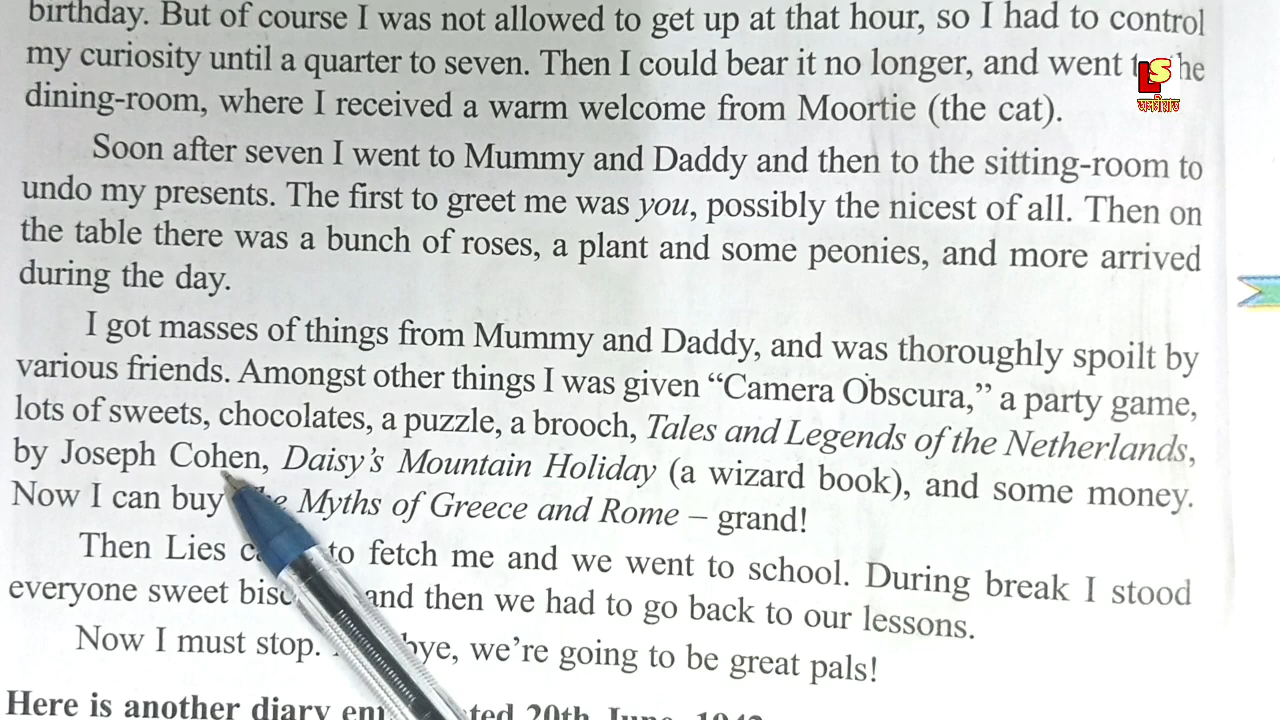 birthday. But of course I was not allowed to get up at that hour, so I had to control
my curiosity until a quarter to seven. Then I could bear it no longer, and went
dining-room, where I received a warm welcome from Moortie (the cat).
Soon after seven I went to Mummy and Daddy and then to the sitting-room to
undo my presents. The first to greet me was you, possibly the nicest of all. Then on
the table there was a bunch of roses, a plant and some peonies, and more arrived
during the day.
I got masses of things from Mummy and Daddy, and was thoroughly spoilt by
various friends. Amongst other things I was given “Camera Obscura,” a party game,
lots of sweets, chocolates, a puzzle, a brooch, Tales and Legends of the Netherlands,
by Joseph Cohen, Daisy’s Mountain Holiday (a wizard book), and some money.
Now I can buy Myths of Greece and Rome – grand!
Then Lies to fetch me and we went to school. During break I stood
everyone sweet and then we had to go back to our lessons.
Now I must stop. bye, we’re going to be great pals!
Here is another diary 20th June, 1942
LS